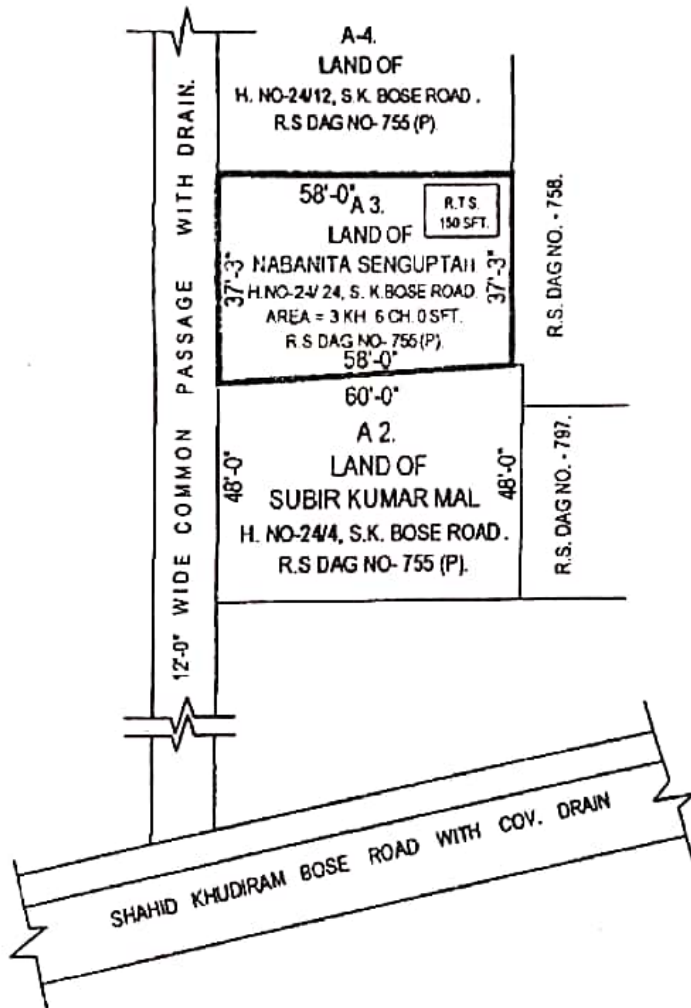 A-4.
LAND OF
H. NO-24/12, S.K. BOSE ROAD.
R.S DAG NO- 755 (P).
12'-0" WIDE COMMON PASSAGE WITH DRAIN.
58'-0"
A 3.
R.T S.
150 SFT.
LAND OF
NABANITA SENGUPTAH
H.NO-24/ 24, S. K.BOSE ROAD.
AREA = 3 KH 6 CH. 0 SFT.
R.S DAG NO- 755(P).
37'-3"
37'-3"
58'-0"
R.S. DAG NO. - 758.
60'-0"
A 2.
LAND OF
SUBIR KUMAR MAL
H. NO-24/4, S.K. BOSE ROAD.
R.S DAG NO- 755 (P).
48'-0"
48'-0"
R.S. DAG NO. - 797.
SHAHID KHUDIRAM BOSE ROAD WITH COV. DRAIN